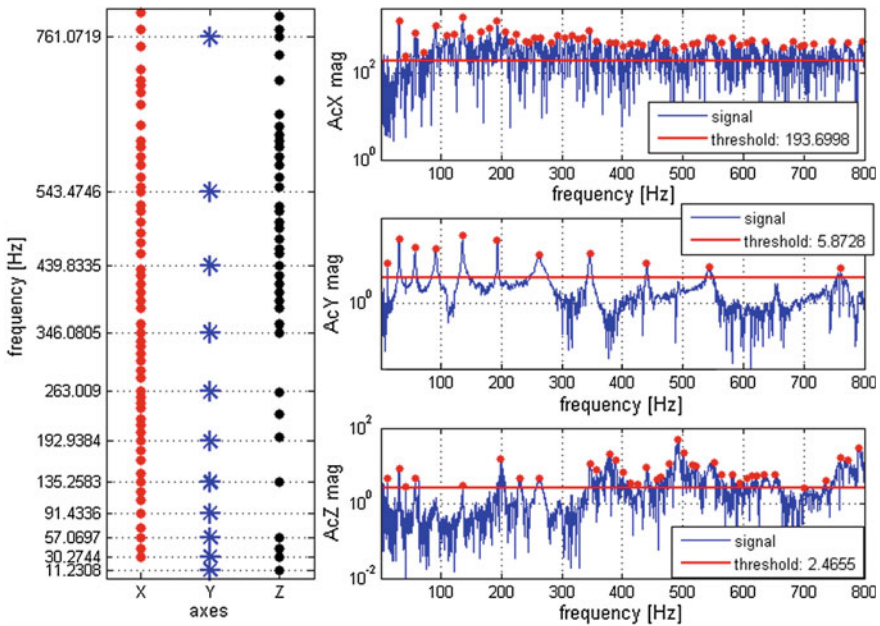 761.0719
543.4746
439.8335
346.0805
263.009
192.9384
135.2583
91.4336
57.0697
30.2744
11.2308
frequency [Hz]
X Y Z
axes
AcX mag
10^2
10^0
signal
threshold: 193.6998
100 200 300 400 500 600 700 800
frequency [Hz]
AcY mag
10^0
signal
threshold: 5.8728
100 200 300 400 500 600 700 800
frequency [Hz]
AcZ mag
10^2
10^0
10^-2
signal
threshold: 2.4655
100 200 300 400 500 600 700 800
frequency [Hz]